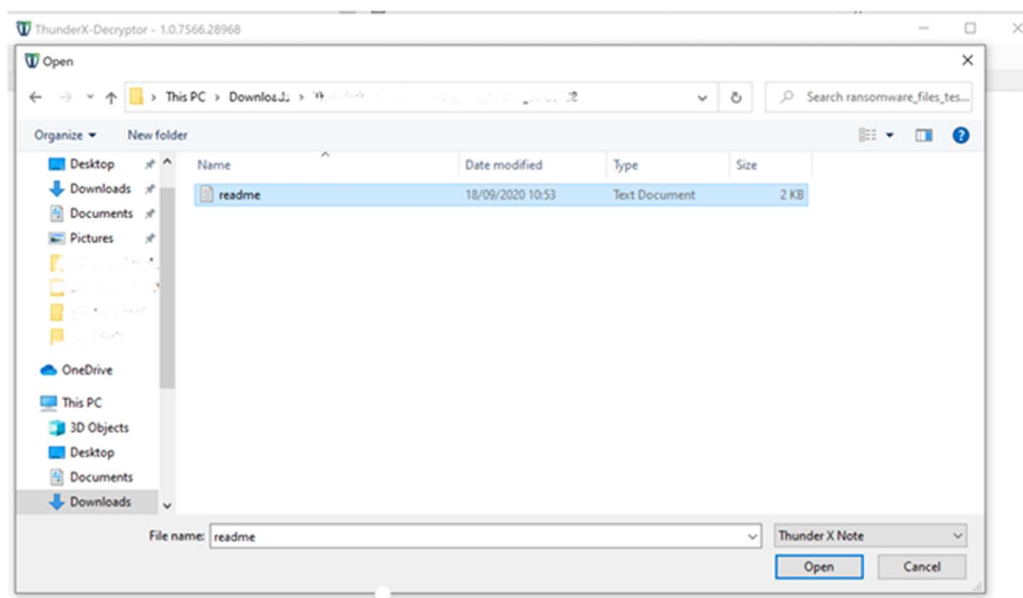 ThunderX-Decryptor - 1.0.7566.28968
Open
This PC > Downloads >
Search ransomware_files_tes...
Organize
New folder
Name
Date modified
Type
Size
readme
18/09/2020 10:53
Text Document
2 KB
Desktop
Downloads
Documents
Pictures
OneDrive
This PC
3D Objects
Desktop
Documents
Downloads
File name: readme
Thunder X Note
Open
Cancel